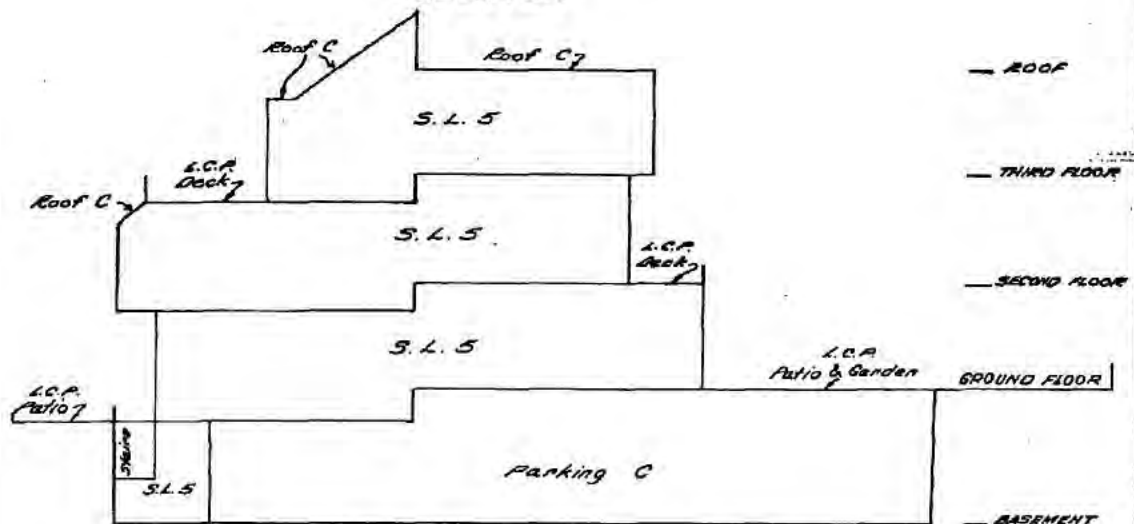 Roof C
Roof C
ROOF
S. L. 5
L.C.P.
Deck
THIRD FLOOR
Roof C
S. L. 5
L.C.P.
Deck
SECOND FLOOR
S. L. 5
L.C.P.
Patio & Garden
GROUND FLOOR
L.C.P.
Patio
Stairs
S.L.5
Parking C
BASEMENT